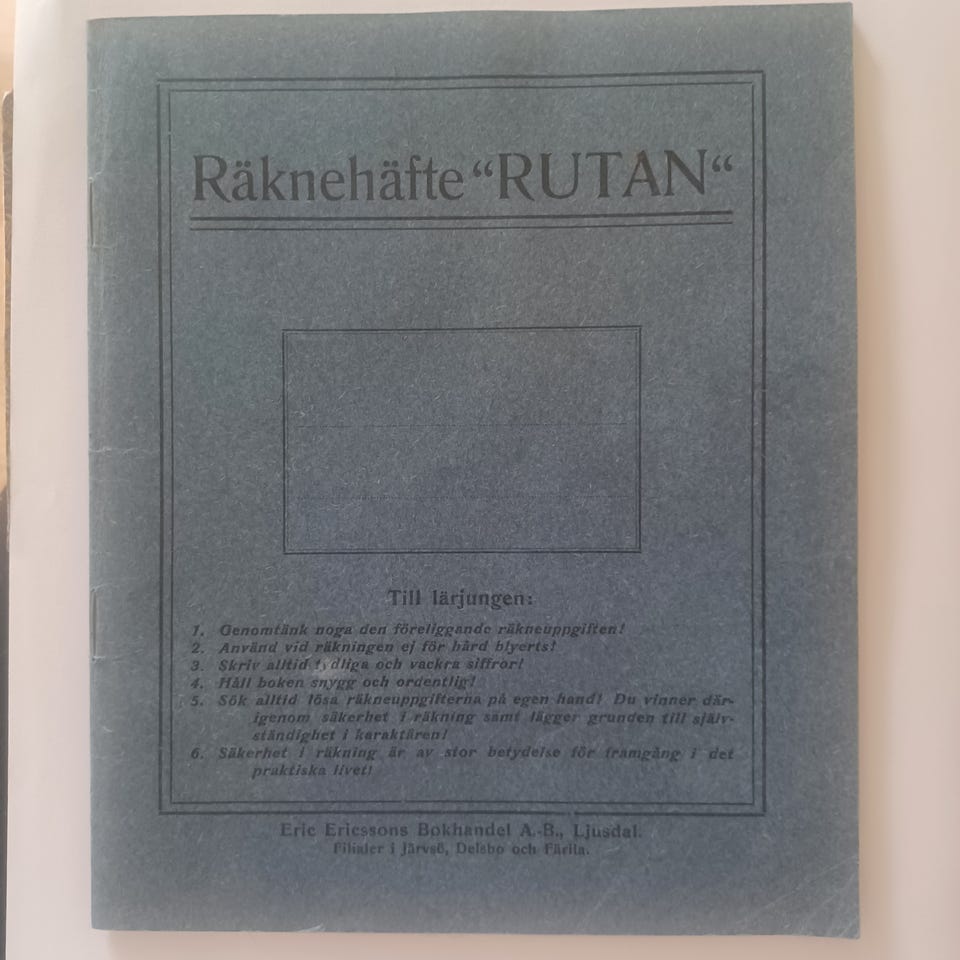 Räknehäfte “RUTAN“
Till lärjungen:
1. Genomtänk noga den föreliggande räkneuppgiften!
2. Använd vid räkningen ej för hård blyerts!
3. Skriv alltid tydliga och vackra siffror!
4. Håll boken snygg och ordentlig!
5. Sök alltid lösa räkneuppgifterna på egen hand! Du vinner där-
igenom säkerhet i räkning samt lägger grunden till själv-
ständighet i karaktären!
6. Säkerhet i räkning är av stor betydelse för framgång i det
praktiska livet!
Eric Ericssons Bokhandel A.-B., Ljusdal.
Filialer i Järvsö, Delsbo och Färila.